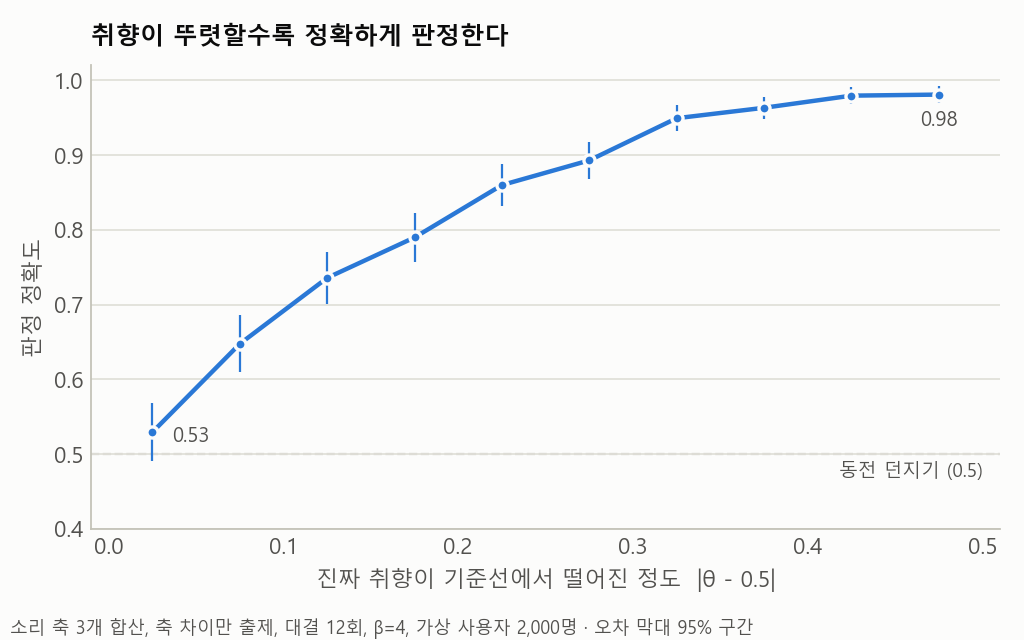 취향이 뚜렷할수록 정확하게 판정한다
1.0
0.9
0.8
0.7
0.6
0.5
0.4
판정 정확도
0.53
0.98
동전 던지기 (0.5)
0.0 0.1 0.2 0.3 0.4 0.5
진짜 취향이 기준선에서 떨어진 정도 |θ - 0.5|
소리 축 3개 합산, 축 차이만 출제, 대결 12회, β=4, 가상 사용자 2,000명 · 오차 막대 95% 구간